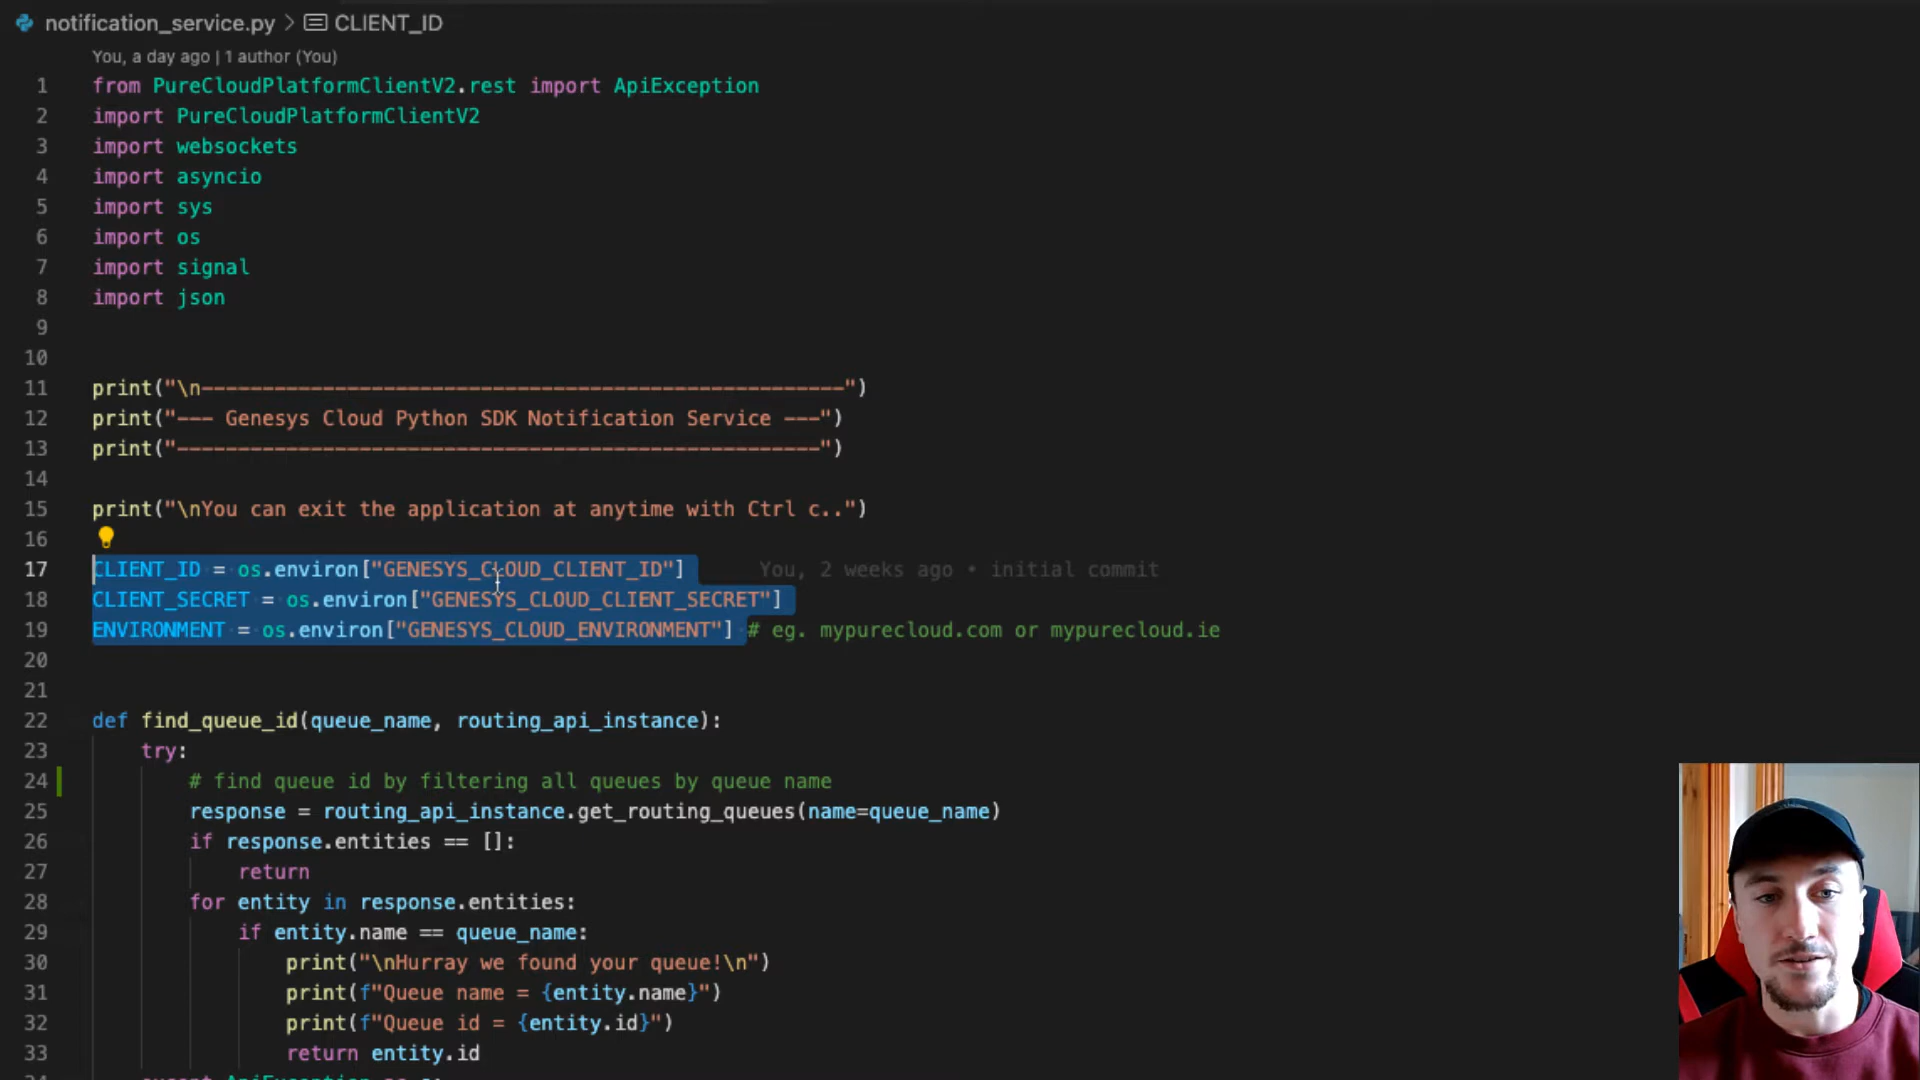 notification_service.py > CLIENT_ID
You, a day ago | 1 author (You)
1 from PureCloudPlatformClientV2.rest import ApiException
2 import PureCloudPlatformClientV2
3 import websockets
4 import asyncio
5 import sys
6 import os
7 import signal
8 import json
9
10
11 print("\n-----------------------------------------------------")
12 print("--- Genesys Cloud Python SDK Notification Service ---")
13 print("-----------------------------------------------------")
14
15 print("\nYou can exit the application at anytime with Ctrl c..")
16
17 CLIENT_ID = os.environ["GENESYS_CLOUD_CLIENT_ID"] You, 2 weeks ago • initial commit
18 CLIENT_SECRET = os.environ["GENESYS_CLOUD_CLIENT_SECRET"]
19 ENVIRONMENT = os.environ["GENESYS_CLOUD_ENVIRONMENT"] # eg. mypurecloud.com or mypurecloud.ie
20
21
22 def find_queue_id(queue_name, routing_api_instance):
23 try:
24 # find queue id by filtering all queues by queue name
25 response = routing_api_instance.get_routing_queues(name=queue_name)
26 if response.entities == []:
27 return
28 for entity in response.entities:
29 if entity.name == queue_name:
30 print("\nHurray we found your queue!\n")
31 print(f"Queue name = {entity.name}")
32 print(f"Queue id = {entity.id}")
33 return entity.id